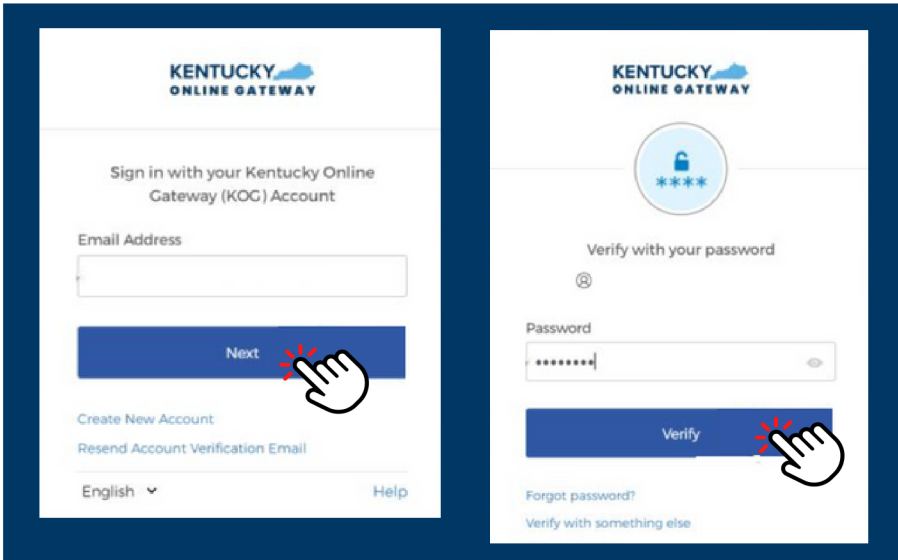 KENTUCKY
ONLINE GATEWAY
Sign in with your Kentucky Online
Gateway (KOG) Account
Email Address
Next
Create New Account
Resend Account Verification Email
English
Help
KENTUCKY
ONLINE GATEWAY
****
Verify with your password
Password
••••••••
Verify
Forgot password?
Verify with something else